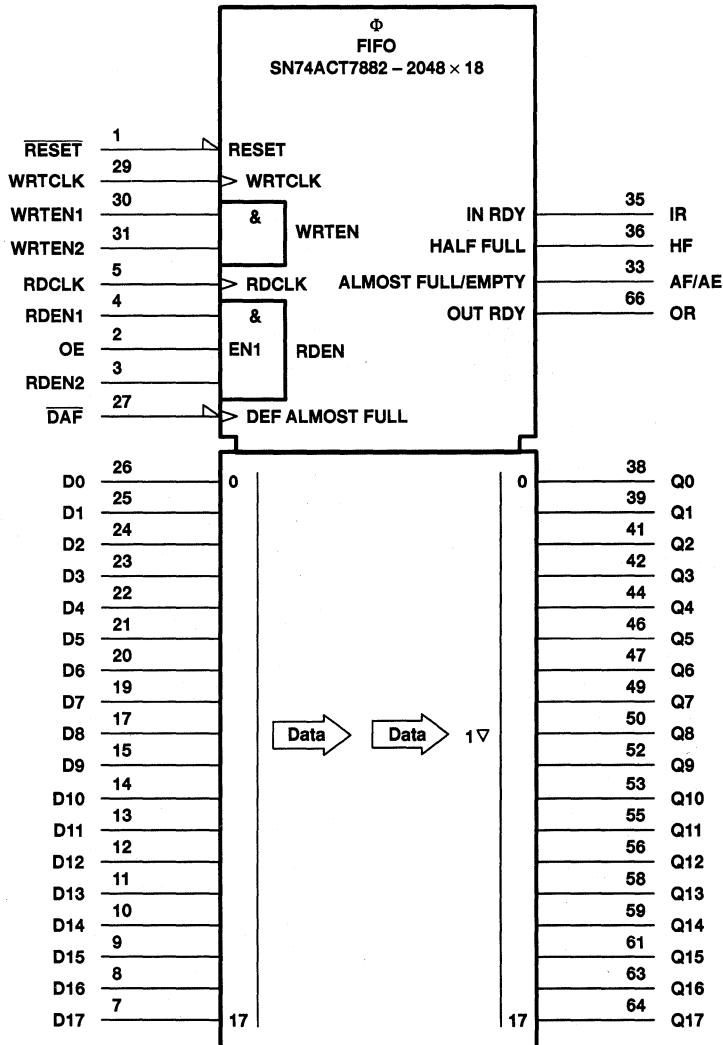 Φ
FIFO
SN74ACT7882 – 2048 × 18
RESET 1 RESET
WRTCLK 29 WRTCLK
WRTEN1 30 & IN RDY 35 IR
WRTEN2 31 WRTEN HALF FULL 36 HF
RDCLK 5 RDCLK ALMOST FULL/EMPTY 33 AF/AE
RDEN1 4 & OUT RDY 66 OR
OE 2 EN1 RDEN
RDEN2 3
DAF 27 DEF ALMOST FULL
D0 26 0 0 38 Q0
D1 25 39 Q1
D2 24 41 Q2
D3 23 42 Q3
D4 22 44 Q4
D5 21 46 Q5
D6 20 47 Q6
D7 19 49 Q7
D8 17 Data Data 1▽ 50 Q8
D9 15 52 Q9
D10 14 53 Q10
D11 13 55 Q11
D12 12 56 Q12
D13 11 58 Q13
D14 10 59 Q14
D15 9 61 Q15
D16 8 63 Q16
D17 7 17 17 64 Q17